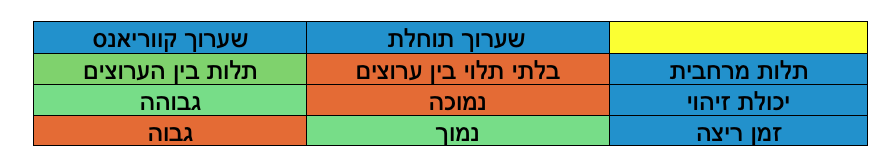 שערוך תוחלת שערוך קווריאנס
תלות מרחבית בלתי תלוי בין ערוצים תלות בין הערוצים
יכולת זיהוי נמוכה גבוהה
זמן ריצה נמוך גבוה